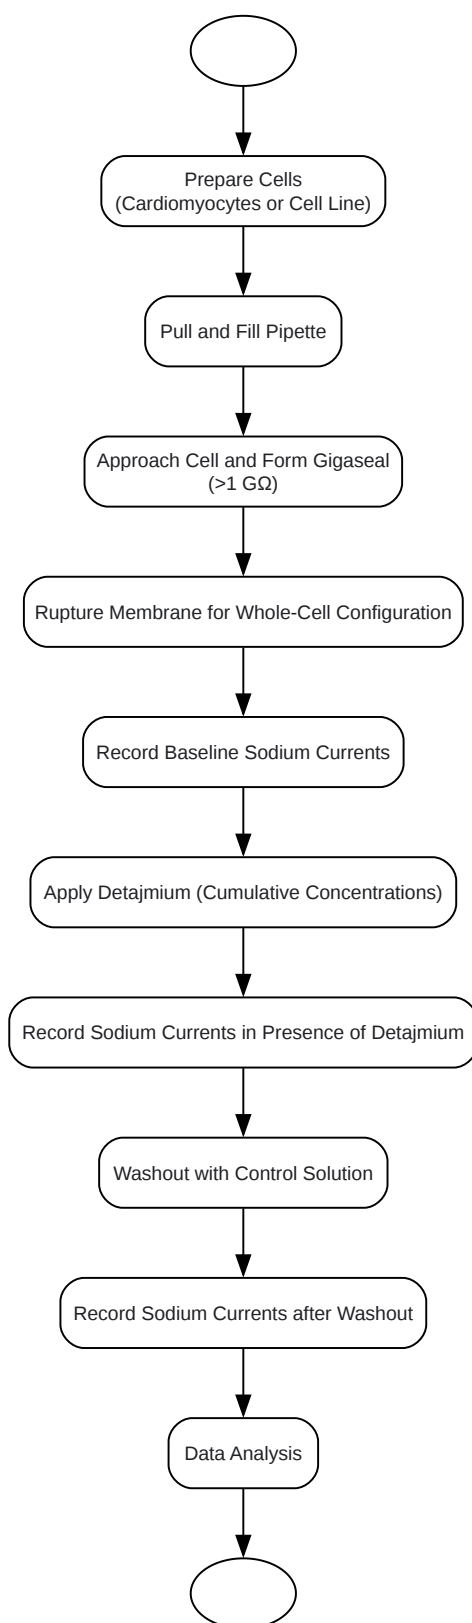 Prepare Cells
(Cardiomyocytes or Cell Line)
Pull and Fill Pipette
Approach Cell and Form Gigaseal
(>1 GΩ)
Rupture Membrane for Whole-Cell Configuration
Record Baseline Sodium Currents
Apply Detajmium (Cumulative Concentrations)
Record Sodium Currents in Presence of Detajmium
Washout with Control Solution
Record Sodium Currents after Washout
Data Analysis